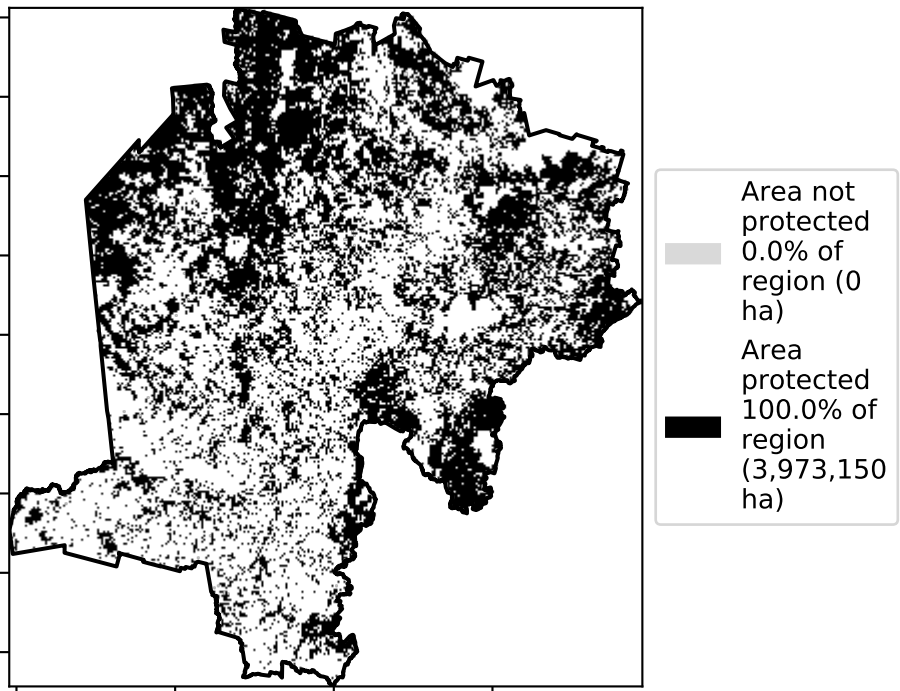 Area not
protected
0.0% of
region (0
ha)
Area
protected
100.0% of
region
(3,973,150
ha)